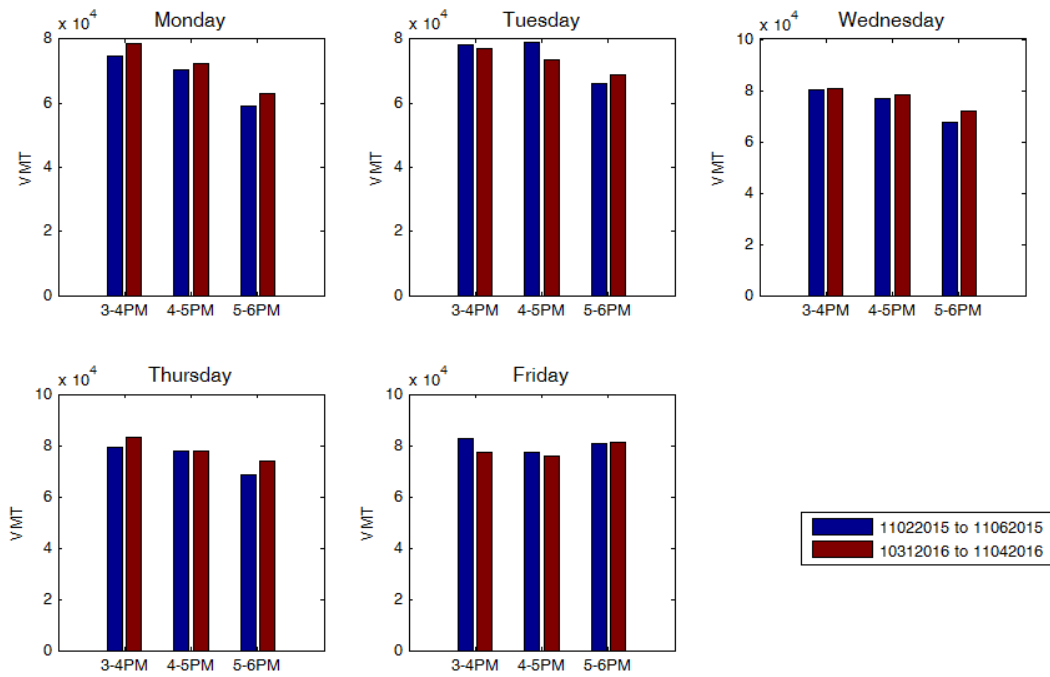 Monday
x 10^4
8
6
4
2
0
VMT
3-4PM 4-5PM 5-6PM
Tuesday
x 10^4
8
6
4
2
0
VMT
3-4PM 4-5PM 5-6PM
Wednesday
x 10^4
10
8
6
4
2
0
VMT
3-4PM 4-5PM 5-6PM
Thursday
x 10^4
10
8
6
4
2
0
VMT
3-4PM 4-5PM 5-6PM
Friday
x 10^4
10
8
6
4
2
0
VMT
3-4PM 4-5PM 5-6PM
11022015 to 11062015
10312016 to 11042016